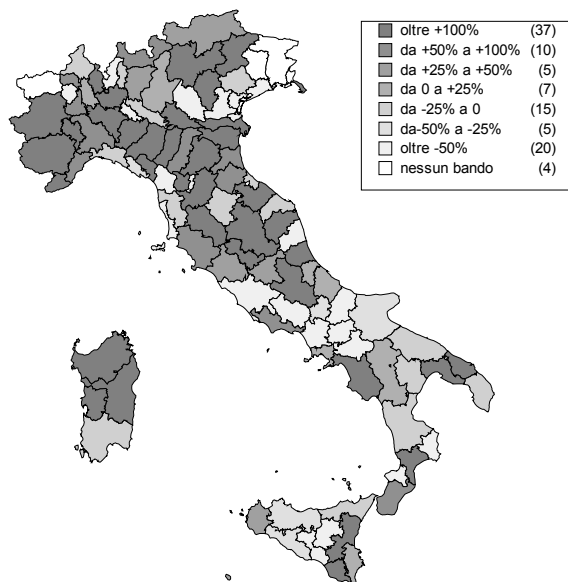 oltre +100% (37)
da +50% a +100% (10)
da +25% a +50% (5)
da 0 a +25% (7)
da -25% a 0 (15)
da-50% a -25% (5)
oltre -50% (20)
nessun bando (4)